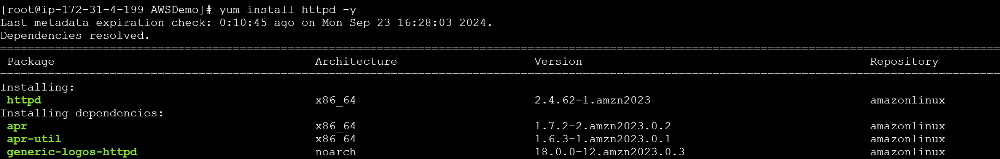 [root@ip-172-31-4-199 AWSDemo]# yum install httpd -y
Last metadata expiration check: 0:10:45 ago on Mon Sep 23 16:28:03 2024.
Dependencies resolved.
================================================================================================================================================
Package Architecture Version Repository
================================================================================================================================================
Installing:
httpd x86_64 2.4.62-1.amzn2023 amazonlinux
Installing dependencies:
apr x86_64 1.7.2-2.amzn2023.0.2 amazonlinux
apr-util x86_64 1.6.3-1.amzn2023.0.1 amazonlinux
generic-logos-httpd noarch 18.0.0-12.amzn2023.0.3 amazonlinux